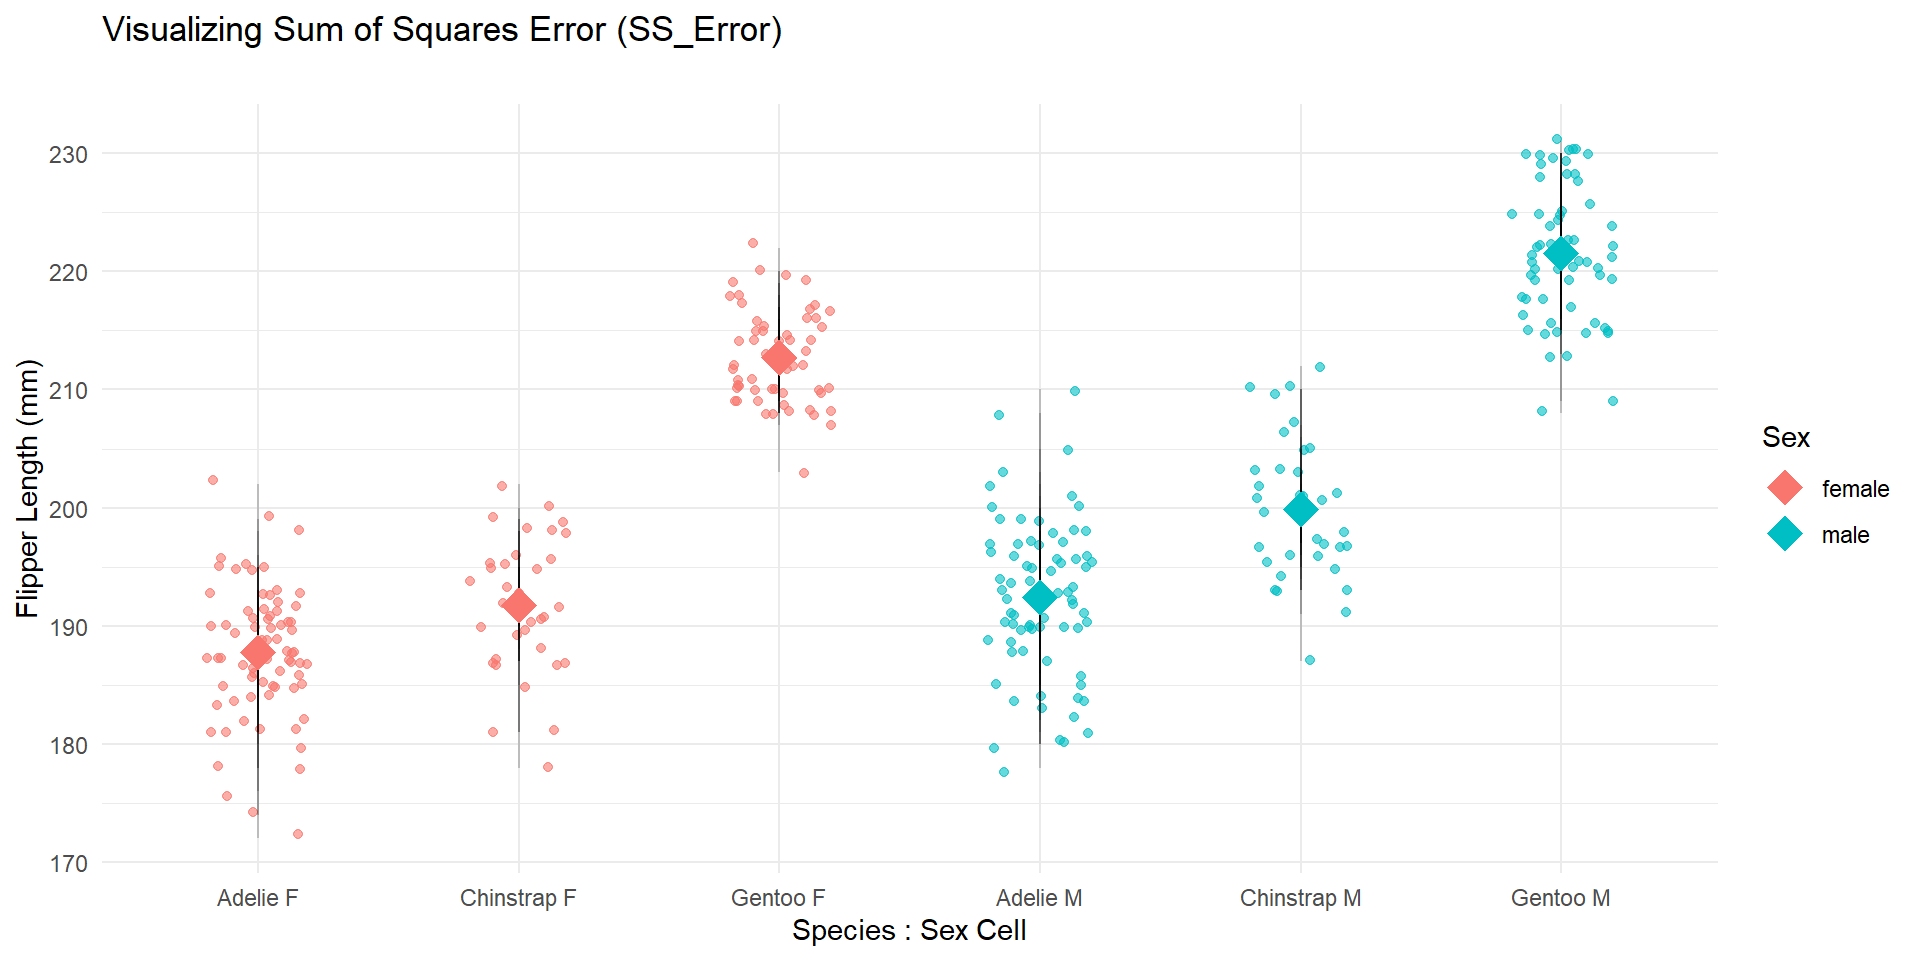 Visualizing Sum of Squares Error (SS_Error)
230
220
210
200
190
180
170
Flipper Length (mm)
Adelie F
Chinstrap F
Gentoo F
Adelie M
Chinstrap M
Gentoo M
Species : Sex Cell
Sex
female
male